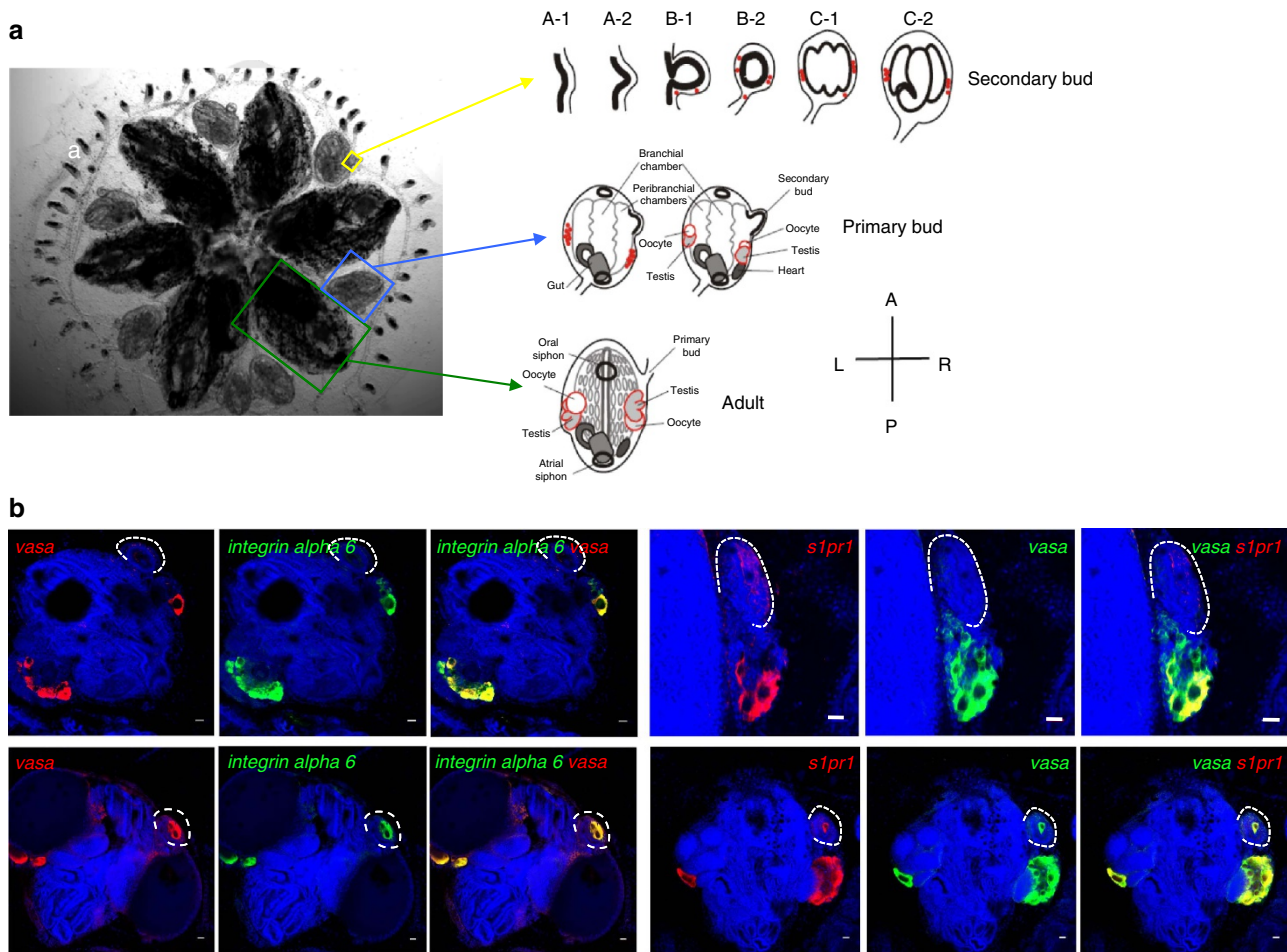 a
A-1 A-2 B-1 B-2 C-1 C-2
Secondary bud
a
Branchial
chamber
Peribranchial
chambers
Secondary
bud
Oocyte
Oocyte
Testis
Testis
Heart
Gut
Primary bud
A
L R
P
Oral
siphon
Primary
bud
Oocyte
Testis
Testis
Oocyte
Atrial
siphon
Adult
b
vasa
integrin alpha 6
integrin alpha 6 vasa
s1pr1
vasa
vasa s1pr1
vasa
integrin alpha 6
integrin alpha 6 vasa
s1pr1
vasa
vasa s1pr1